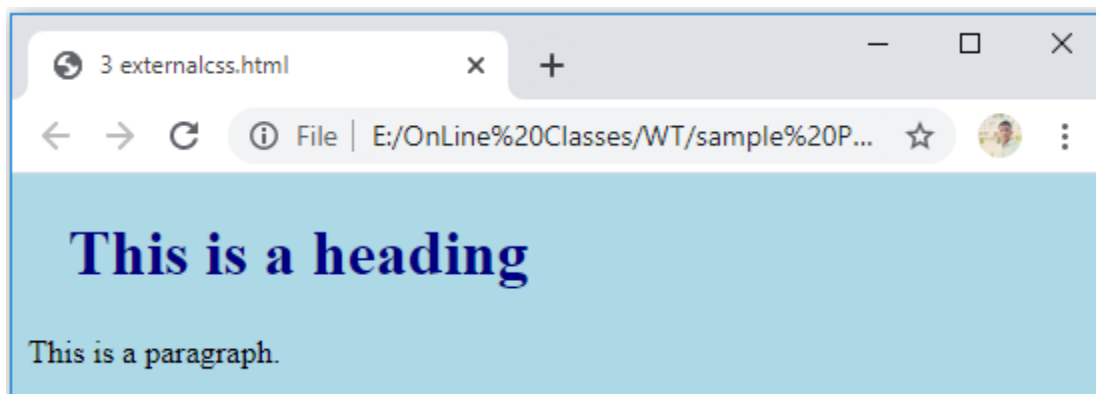 3 externalcss.html
File | E:/OnLine%20Classes/WT/sample%20P...
This is a heading
This is a paragraph.